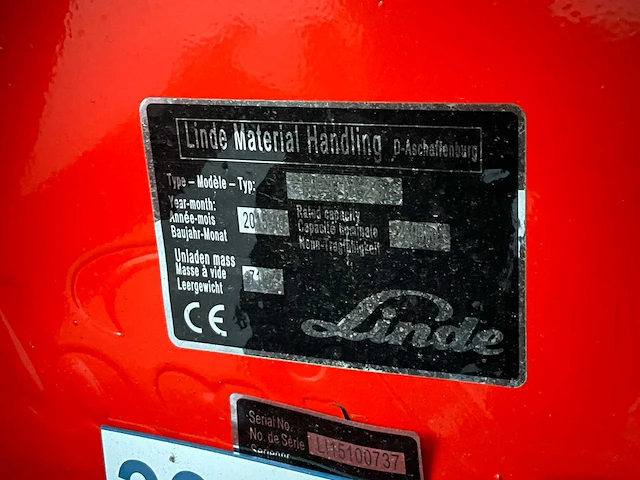 Linde Material Handling D-Aschaffenburg
Type – Modèle – Typ:
Year-month:
Année-mois
Baujahr-Monat
Rated capacity
Capacité nominale
Nenn-Tragfähigkeit
Unladen mass
Masse à vide
Leergewicht
CE
Linde
Serial No.
No. de Série
LI15100737